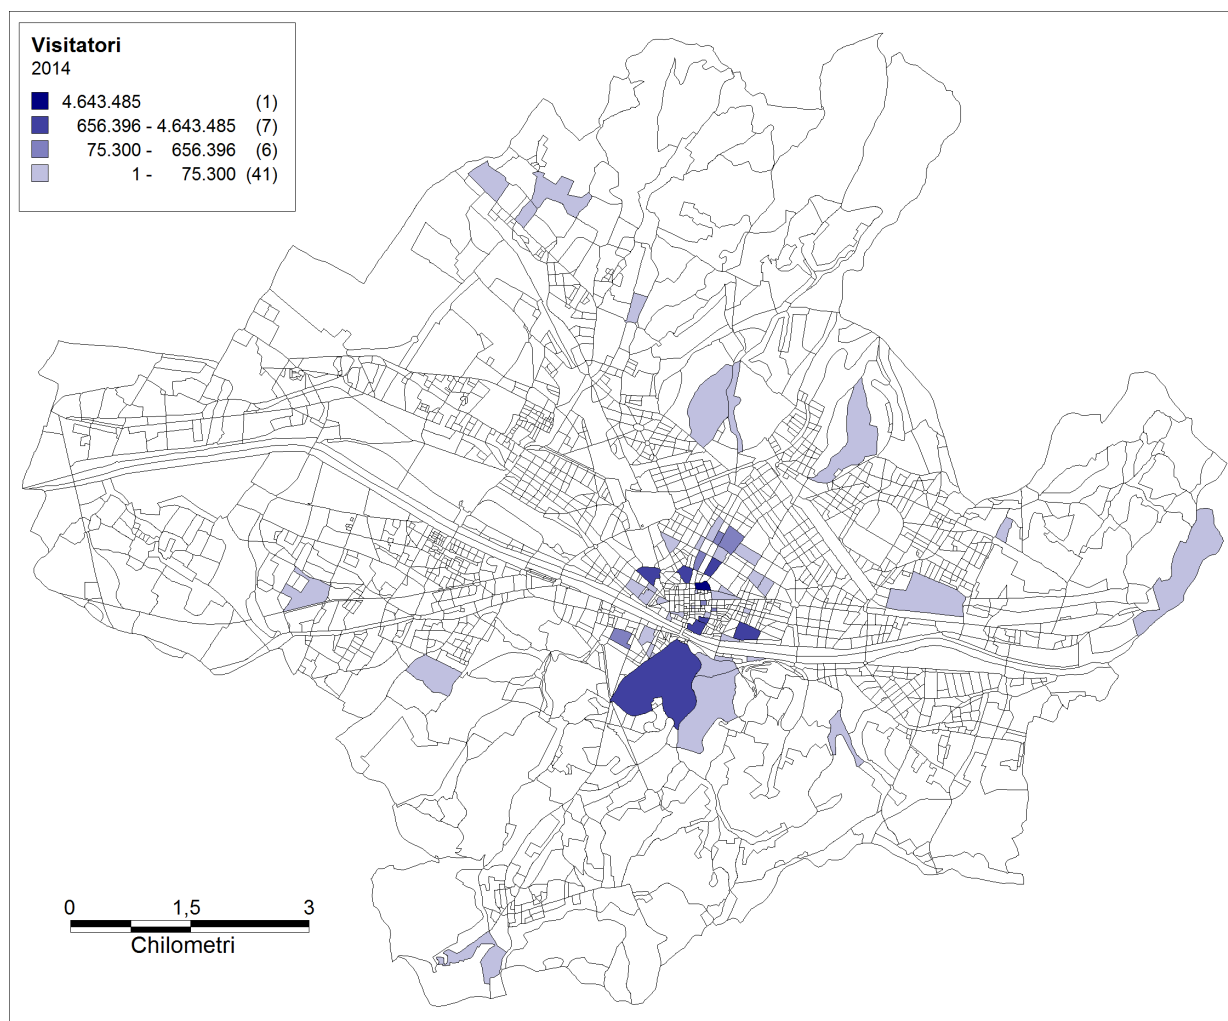 Visitatori
2014
4.643.485 (1)
656.396 - 4.643.485 (7)
75.300 - 656.396 (6)
1 - 75.300 (41)
0 1,5 3
Chilometri